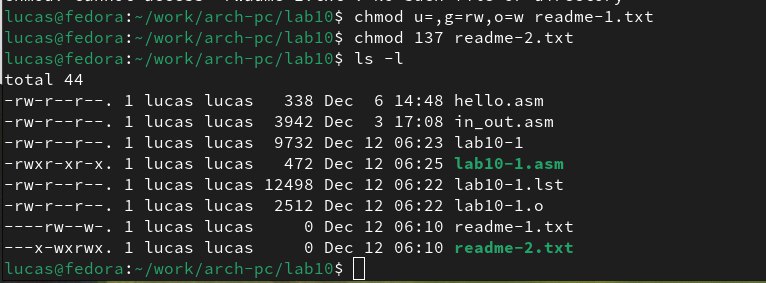 lucas@fedora:~/work/arch-pc/lab10$ chmod u=,g=rw,o=w readme-1.txt
lucas@fedora:~/work/arch-pc/lab10$ chmod 137 readme-2.txt
lucas@fedora:~/work/arch-pc/lab10$ ls -l
total 44
-rw-r--r--. 1 lucas lucas   338 Dec  6 14:48 hello.asm
-rw-r--r--. 1 lucas lucas  3942 Dec  3 17:08 in_out.asm
-rw-r--r--. 1 lucas lucas  9732 Dec 12 06:23 lab10-1
-rwxr-xr-x. 1 lucas lucas   472 Dec 12 06:25 lab10-1.asm
-rw-r--r--. 1 lucas lucas 12498 Dec 12 06:22 lab10-1.lst
-rw-r--r--. 1 lucas lucas  2512 Dec 12 06:22 lab10-1.o
----rw--w-. 1 lucas lucas     0 Dec 12 06:10 readme-1.txt
---x-wxrwx. 1 lucas lucas     0 Dec 12 06:10 readme-2.txt
lucas@fedora:~/work/arch-pc/lab10$